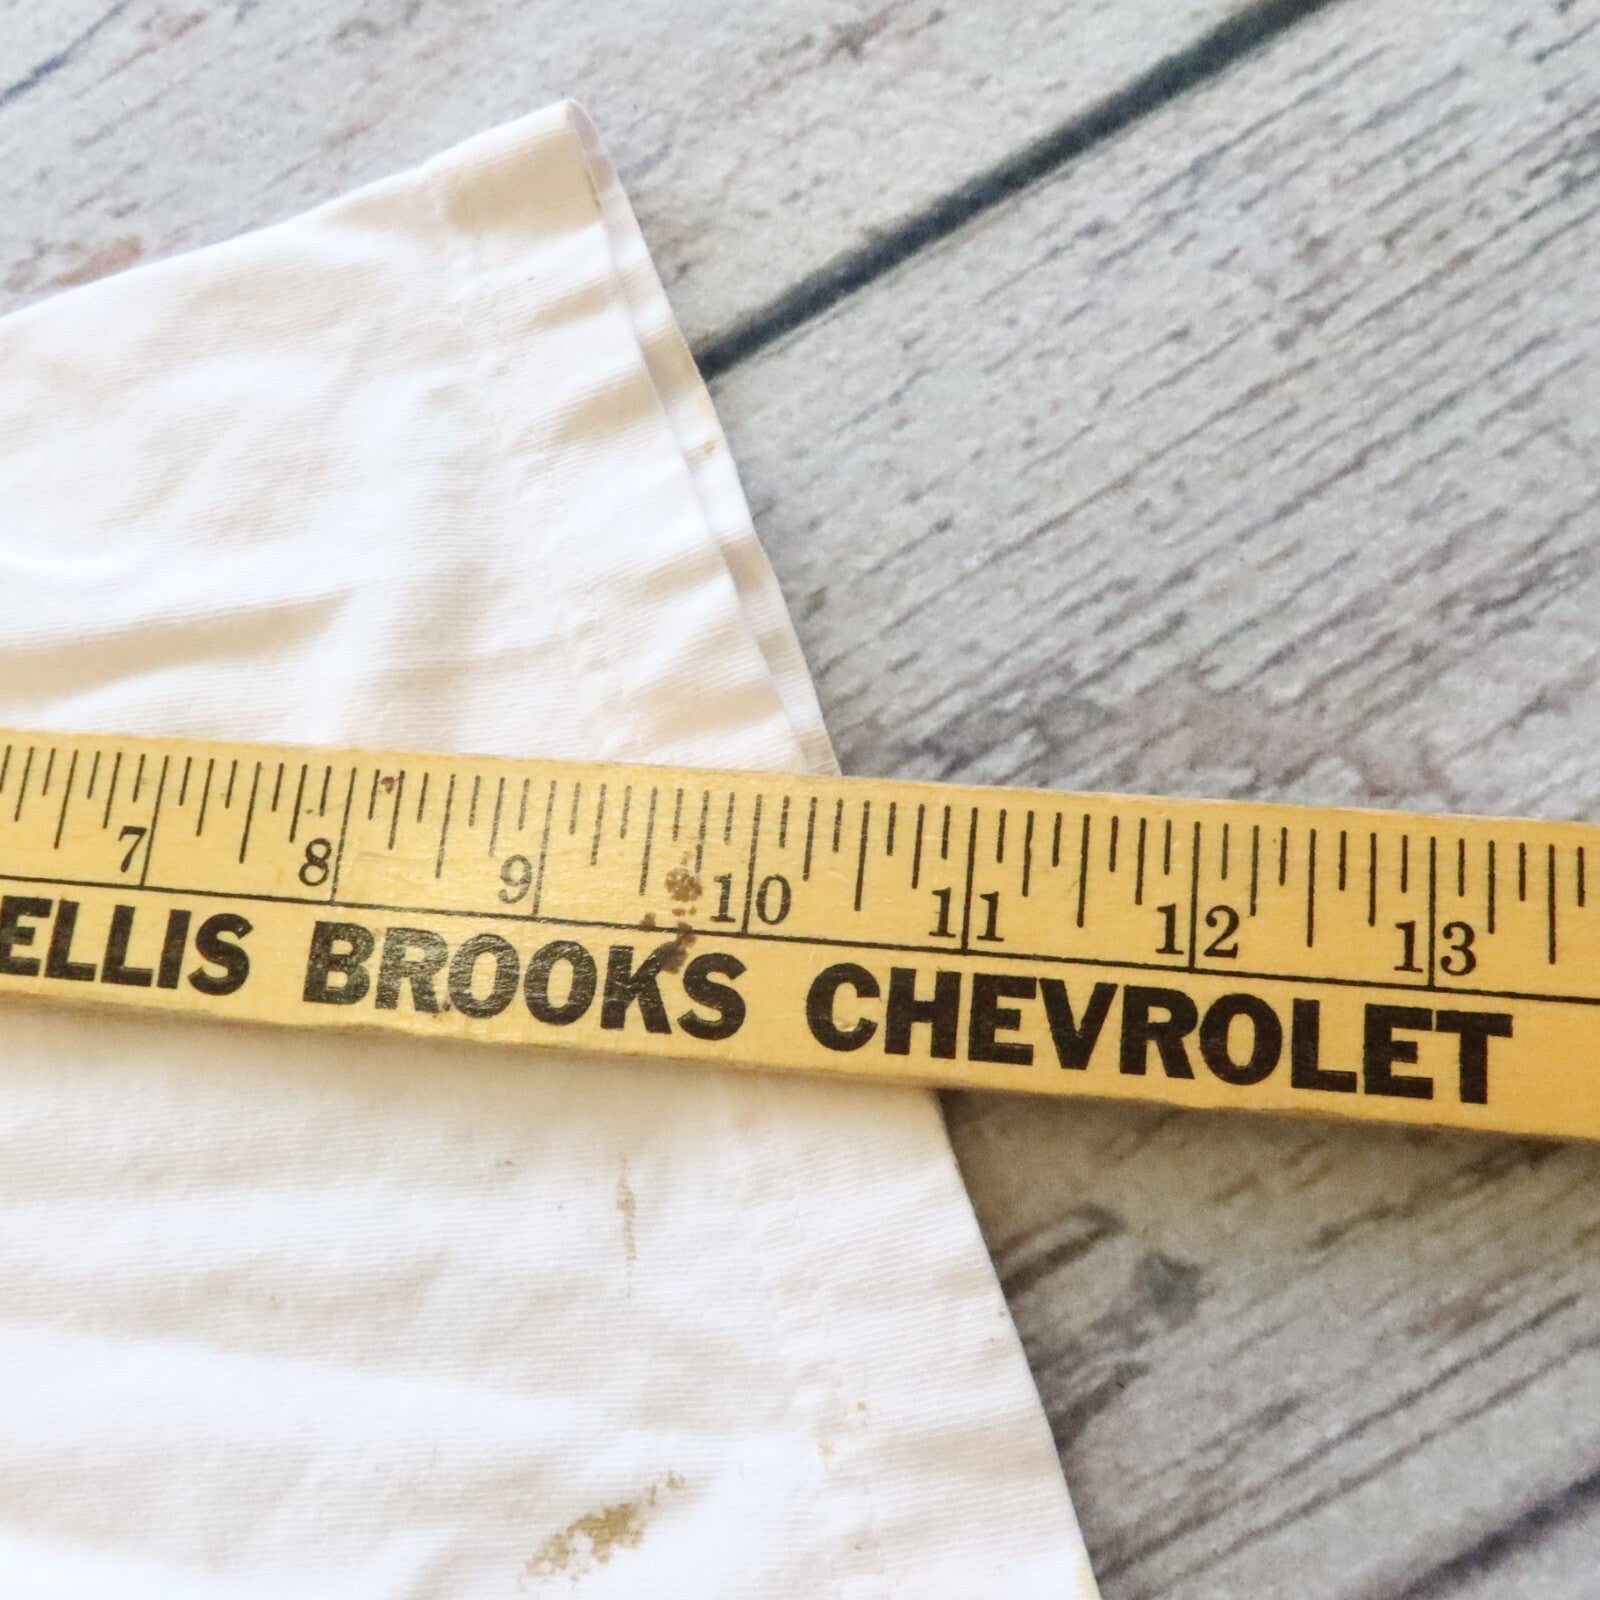 7 8 9 10 11 12 13
ELLIS BROOKS CHEVROLET